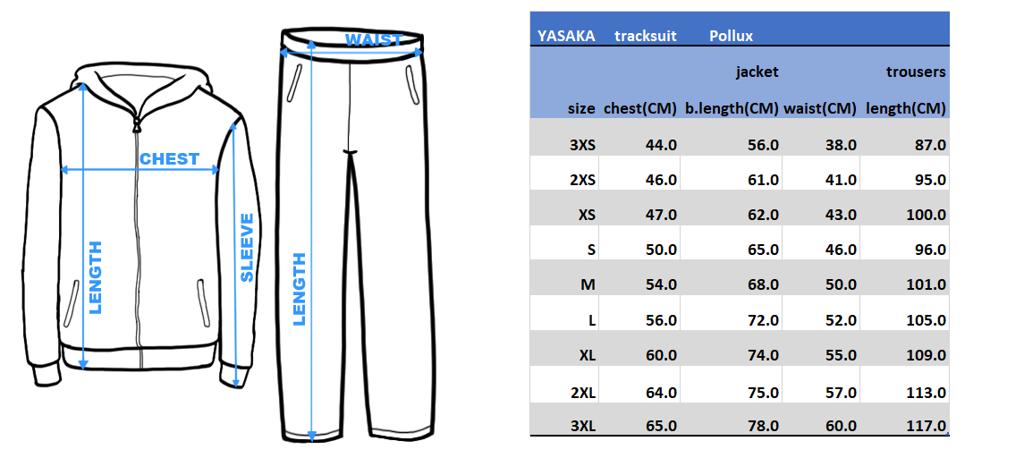 CHEST
LENGTH
SLEEVE
WAIST
LENGTH
YASAKA tracksuit Pollux
jacket trousers
size chest(CM) b.length(CM) waist(CM) length(CM)
3XS 44.0 56.0 38.0 87.0
2XS 46.0 61.0 41.0 95.0
XS 47.0 62.0 43.0 100.0
S 50.0 65.0 46.0 96.0
M 54.0 68.0 50.0 101.0
L 56.0 72.0 52.0 105.0
XL 60.0 74.0 55.0 109.0
2XL 64.0 75.0 57.0 113.0
3XL 65.0 78.0 60.0 117.0